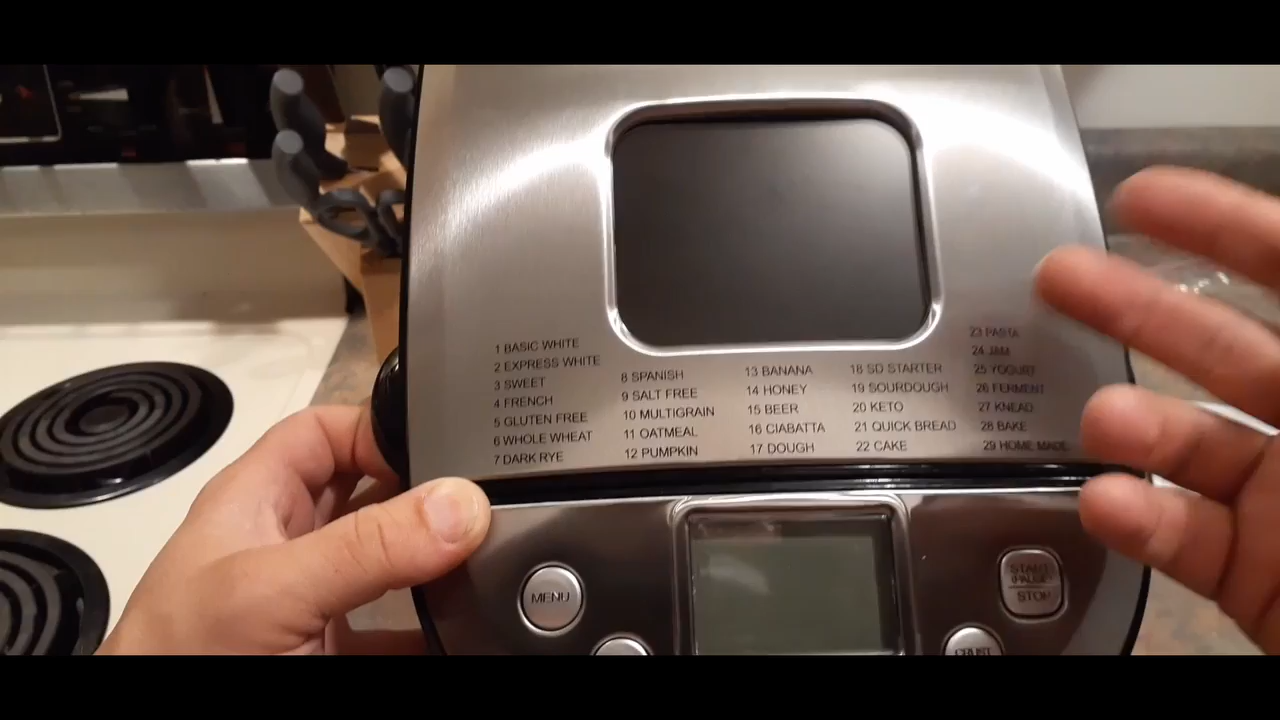 1 BASIC WHITE
2 EXPRESS WHITE
3 SWEET
4 FRENCH
5 GLUTEN FREE
6 WHOLE WHEAT
7 DARK RYE
8 SPANISH
9 SALT FREE
10 MULTIGRAIN
11 OATMEAL
12 PUMPKIN
13 BANANA
14 HONEY
15 BEER
16 CIABATTA
17 DOUGH
18 SD STARTER
19 SOURDOUGH
20 KETO
21 QUICK BREAD
22 CAKE
23 PASTA
24 JAM
25 YOGURT
26 FERMENT
27 KNEAD
28 BAKE
29 HOME MADE
MENU
START
(PAUSE)
STOP
CRUST